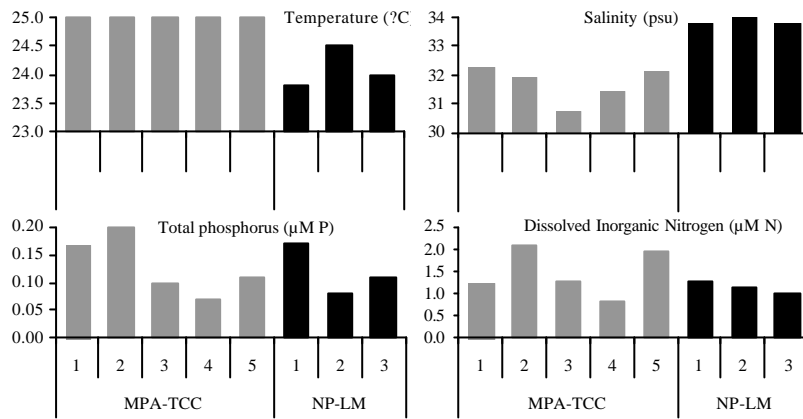 Temperature (?C)
25.0
24.5
24.0
23.5
23.0
Salinity (psu)
34
33
32
31
30
Total phosphorus (µM P)
0.20
0.15
0.10
0.05
0.00
1 2 3 4 5 1 2 3
MPA-TCC NP-LM
Dissolved Inorganic Nitrogen (µM N)
2.5
2.0
1.5
1.0
0.5
0.0
1 2 3 4 5 1 2 3
MPA-TCC NP-LM